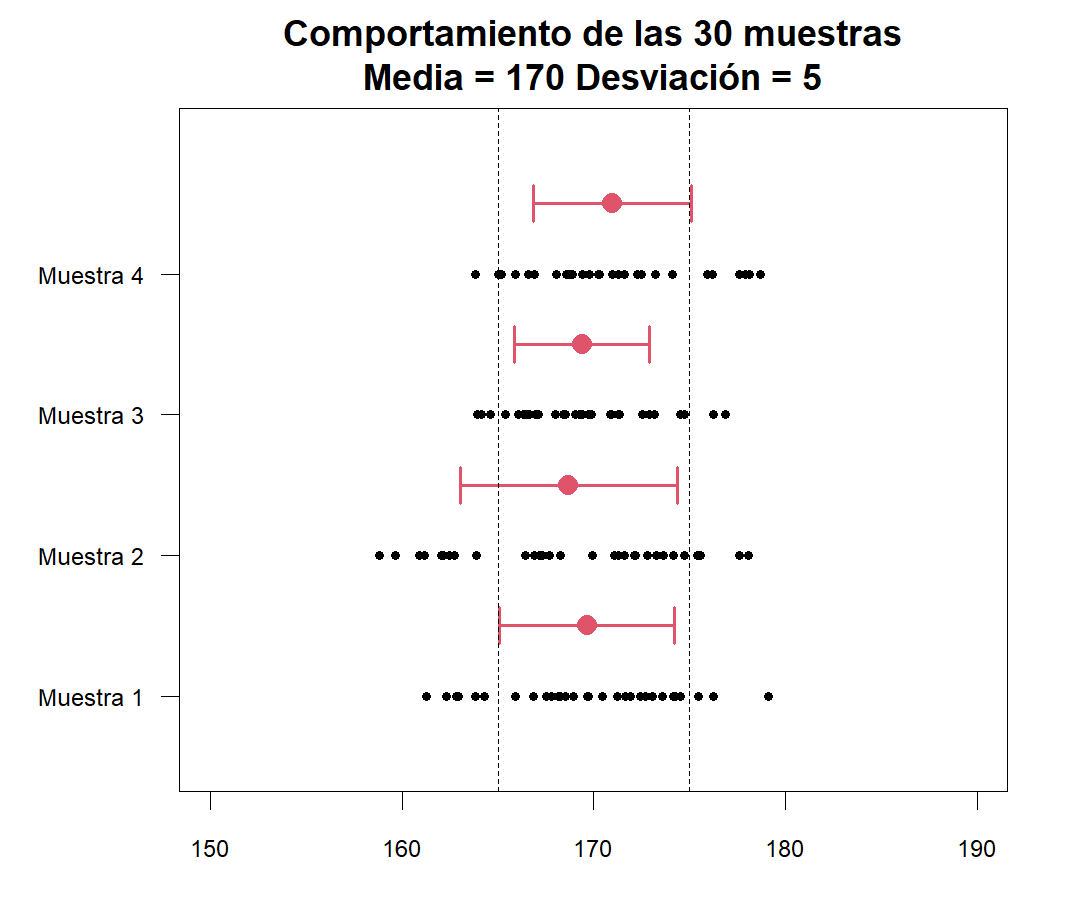 Comportamiento de las 30 muestras
Media = 170 Desviación = 5
Muestra 4
Muestra 3
Muestra 2
Muestra 1
150 160 170 180 190